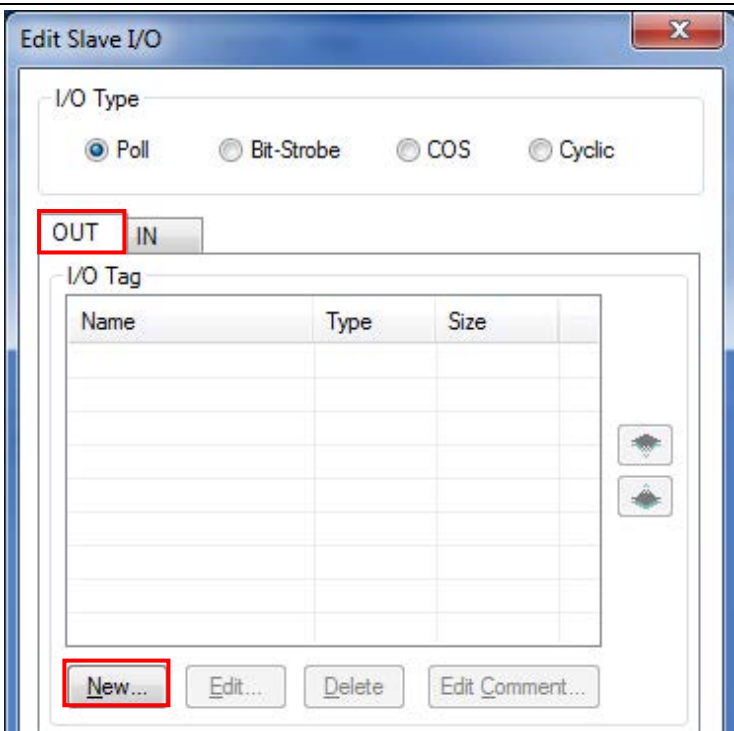 Edit Slave I/O
I/O Type
Poll Bit-Strobe COS Cyclic
OUT IN
I/O Tag
Name Type Size
New... Edit... Delete Edit Comment...